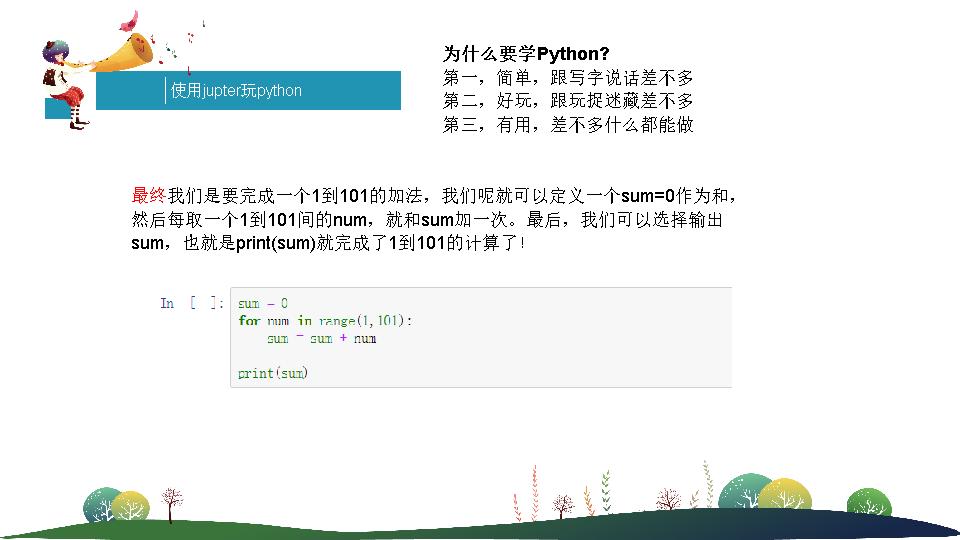 使用jupter玩python
为什么要学Python?
第一，简单，跟写字说话差不多
第二，好玩，跟玩捉迷藏差不多
第三，有用，差不多什么都能做
最终我们是要完成一个1到101的加法，我们呢就可以定义一个sum=0作为和，
然后每取一个1到101间的num，就和sum加一次。最后，我们可以选择输出
sum，也就是print(sum)就完成了1到101的计算了！
In [ ]: sum = 0
for num in range(1,101):
    sum = sum + num
print(sum)